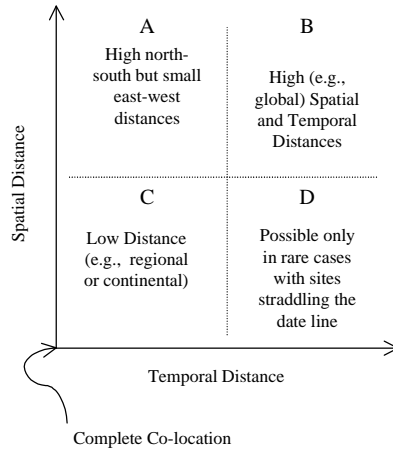 A
High north-
south but small
east-west
distances
B
High (e.g.,
global) Spatial
and Temporal
Distances
C
Low Distance
(e.g., regional
or continental)
D
Possible only
in rare cases
with sites
straddling the
date line
Spatial Distance
Temporal Distance
Complete Co-location